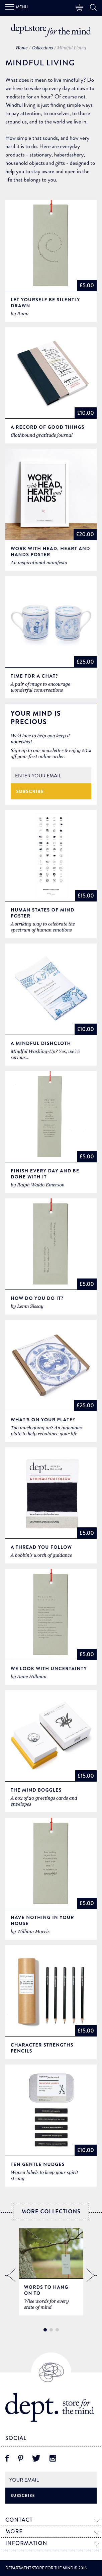 MENU
dept.store for the mind
Home / Collections / Mindful Living
MINDFUL LIVING
What does it mean to live mindfully? Do
we have to wake up every day at dawn and
meditate for an hour? Of course not.
Mindful living is just finding simple ways
to pay attention, to ourselves, to those
around us, and to the world we live in.
Five simple that sounds, and how rare
it is to do. Here are some everyday
products - stationery, haberdashery,
household objects and gifts - designed to
help you to stay aware and open in the
life that belongs to you.
£5.00
LET YOURSELF BE SILENTLY
DRAWN
by Rumi
£10.00
A RECORD OF GOOD THINGS
Clothbound gratitude journal
WORK
WITH HEAD,
HEART AND
HANDS
£20.00
WORK WITH HEAD, HEART AND
HANDS POSTER
An inspirational manifesto
£25.00
TIME FOR A CHAT?
A pair of mugs to encourage
wonderful conversations
YOUR MIND IS
PRECIOUS
We'd love to help you keep it
nourished.
Sign up to our newsletter & enjoy 20%
off your first online order.
ENTER YOUR EMAIL
SUBSCRIBE
£15.00
HUMAN STATES OF MIND
POSTER
A striking way to celebrate the
spectrum of human emotions
£10.00
A MINDFUL DISHCLOTH
Mindful Washing-Up? Yes, we're
serious...
£5.00
FINISH EVERY DAY AND BE
DONE WITH IT
by Ralph Waldo Emerson
£5.00
HOW DO YOU DO IT?
by Lemn Sissay
£25.00
WHAT'S ON YOUR PLATE?
Too much going on? An ingenious
plate to help rebalance your life
dept.
A THREAD YOU FOLLOW
£5.00
A THREAD YOU FOLLOW
A bobbin's worth of guidance
£5.00
WE LOOK WITH UNCERTAINTY
by Anne Hillman
£15.00
THE MIND BOGGLES
A box of 20 greetings cards and
envelopes
£5.00
HAVE NOTHING IN YOUR
HOUSE
by William Morris
£15.00
CHARACTER STRENGTHS
PENCILS
£10.00
TEN GENTLE NUDGES
Woven labels to keep your spirit
strong
MORE COLLECTIONS
WORDS TO HANG
ON TO
Wise words for every
state of mind
dept. store for the mind
SOCIAL
YOUR EMAIL
SUBSCRIBE
CONTACT
MORE
INFORMATION
DEPARTMENT STORE FOR THE MIND © 2016